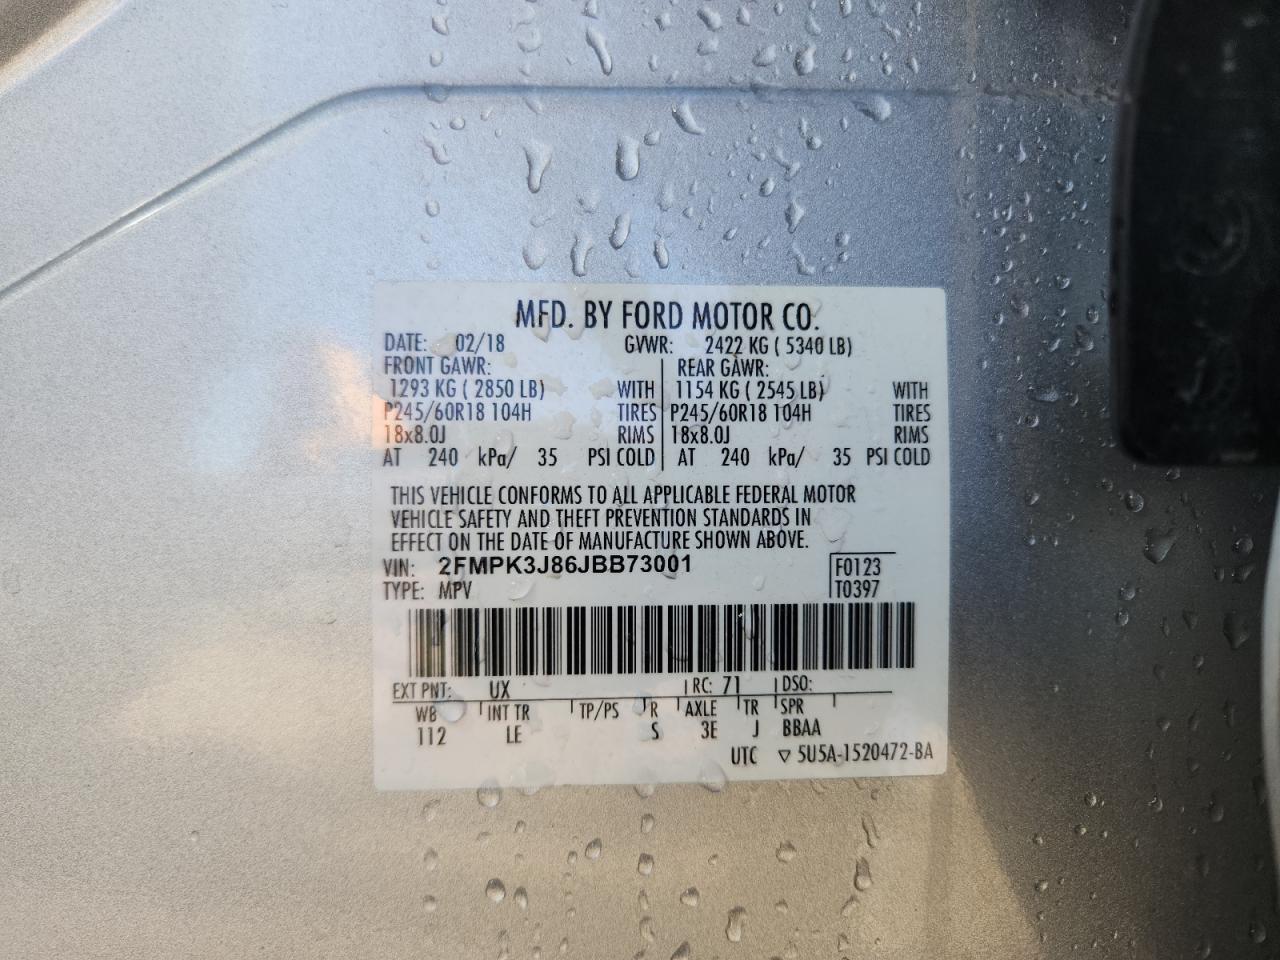 MFD. BY FORD MOTOR CO.
DATE: 02/18 GVWR: 2422 KG ( 5340 LB)
FRONT GAWR: REAR GAWR:
1293 KG ( 2850 LB) WITH 1154 KG ( 2545 LB) WITH
P245/60R18 104H TIRES P245/60R18 104H TIRES
18x8.0J RIMS 18x8.0J RIMS
AT 240 kPa/ 35 PSI COLD AT 240 kPa/ 35 PSI COLD
THIS VEHICLE CONFORMS TO ALL APPLICABLE FEDERAL MOTOR
VEHICLE SAFETY AND THEFT PREVENTION STANDARDS IN
EFFECT ON THE DATE OF MANUFACTURE SHOWN ABOVE.
VIN: 2FMPK3J86JBB73001 F0123
TYPE: MPV T0397
EXT PNT: UX RC: 71 DSO:
WB INT TR TP/PS R AXLE TR SPR
112 LE S 3E J BBAA
UTC ▽ 5U5A-1520472-BA